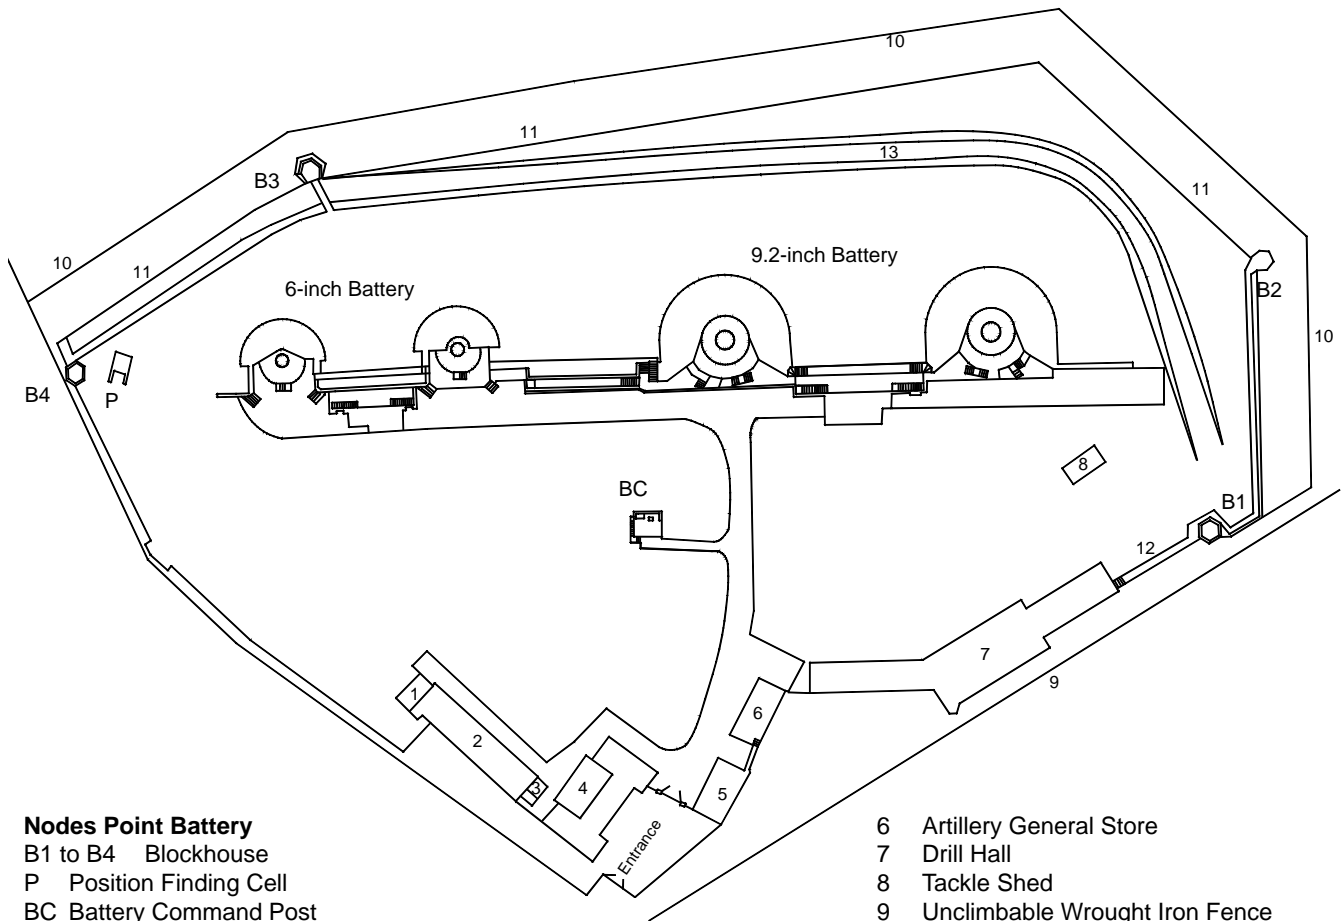 10
11
13
B3
11
9.2-inch Battery
10
11
6-inch Battery
B2
10
B4
P
8
BC
B1
12
7
9
1
6
2
3
4
5
Entrance
Nodes Point Battery
B1 to B4 Blockhouse
P Position Finding Cell
BC Battery Command Post
6 Artillery General Store
7 Drill Hall
8 Tackle Shed
9 Unclimbable Wrought Iron Fence